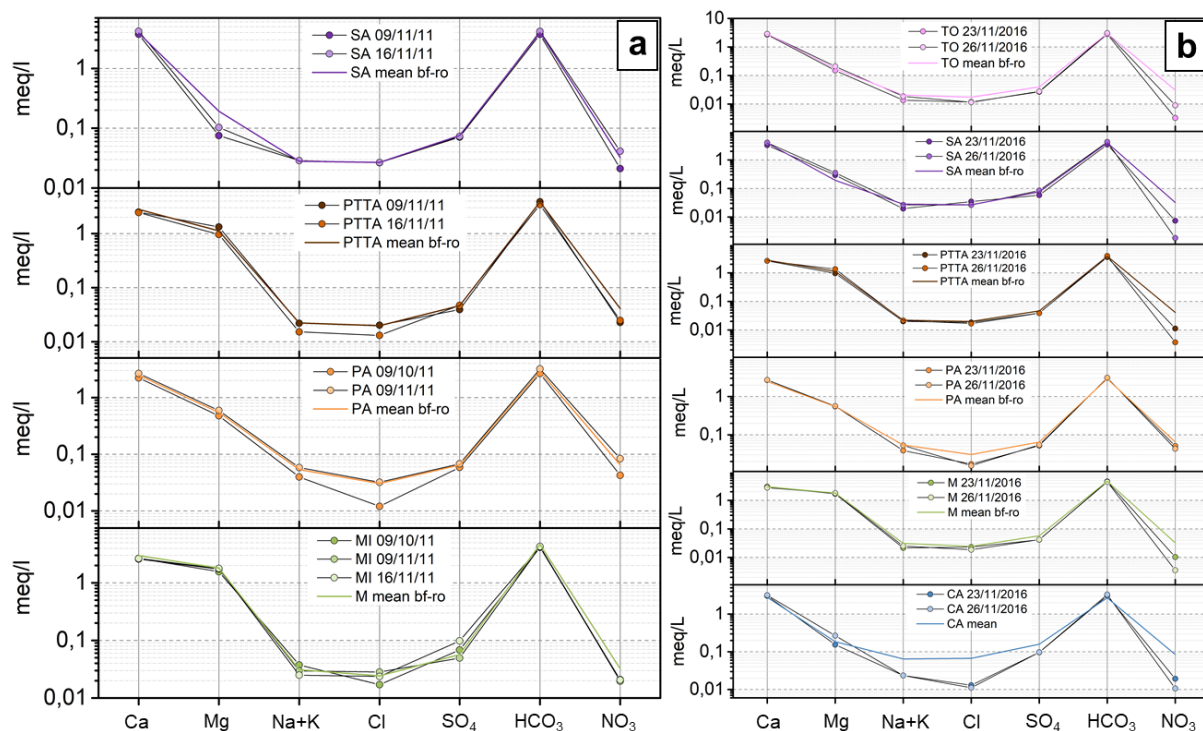 a
meq/l
1
0,1
0,01
SA 09/11/11
SA 16/11/11
SA mean bf-ro
meq/l
1
0,1
0,01
PTTA 09/11/11
PTTA 16/11/11
PTTA mean bf-ro
meq/l
1
0,1
0,01
PA 09/10/11
PA 09/11/11
PA mean bf-ro
meq/l
1
0,1
0,01
MI 09/10/11
MI 09/11/11
MI 16/11/11
M mean bf-ro
Ca Mg Na+K Cl SO4 HCO3 NO3
b
meq/L
10
1
0,1
0,01
TO 23/11/2016
TO 26/11/2016
TO mean bf-ro
meq/L
1
0,1
0,01
SA 23/11/2016
SA 26/11/2016
SA mean bf-ro
meq/L
1
0,1
0,01
PTTA 23/11/2016
PTTA 26/11/2016
PTTA mean bf-ro
meq/L
1
0,1
PA 23/11/2016
PA 26/11/2016
PA mean bf-ro
meq/L
1
0,1
0,01
M 23/11/2016
M 26/11/2016
M mean bf-ro
meq/L
1
0,1
0,01
CA 23/11/2016
CA 26/11/2016
CA mean
Ca Mg Na+K Cl SO4 HCO3 NO3